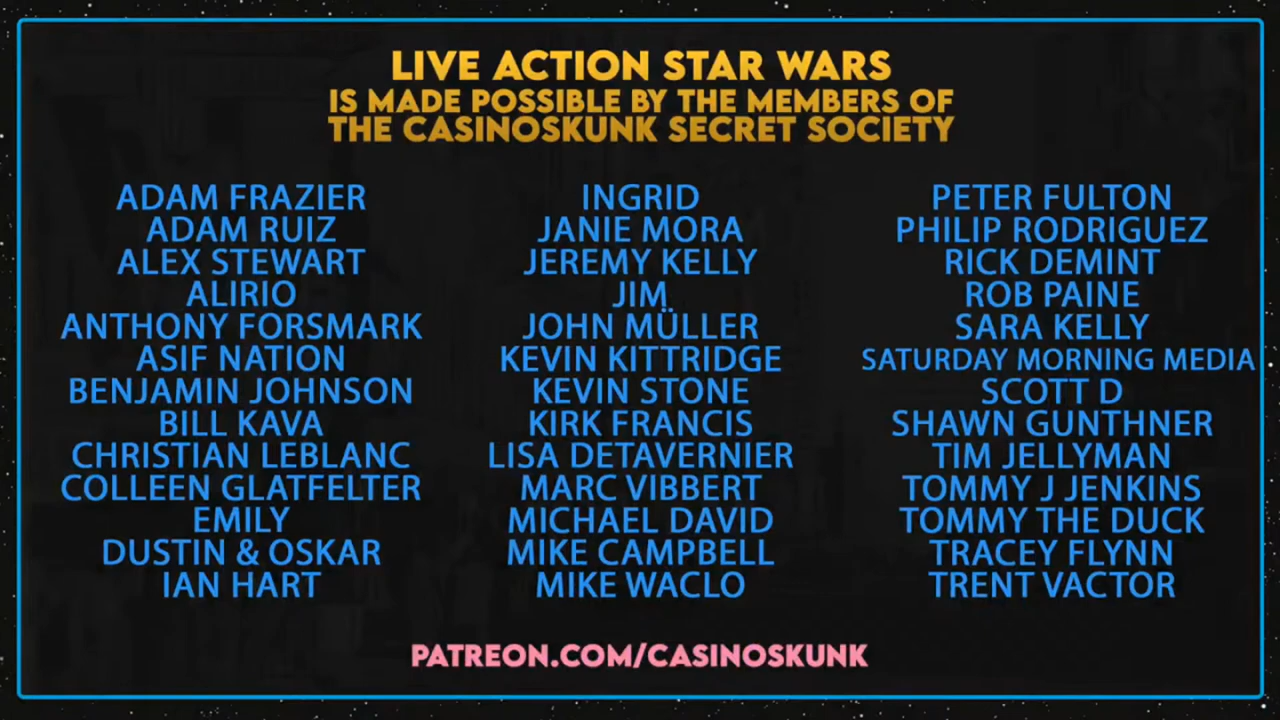 LIVE ACTION STAR WARS
IS MADE POSSIBLE BY THE MEMBERS OF
THE CASINOSKUNK SECRET SOCIETY
ADAM FRAZIER
ADAM RUIZ
ALEX STEWART
ALIRIO
ANTHONY FORSMARK
ASIF NATION
BENJAMIN JOHNSON
BILL KAVA
CHRISTIAN LEBLANC
COLLEEN GLATFELTER
EMILY
DUSTIN & OSKAR
IAN HART
INGRID
JANIE MORA
JEREMY KELLY
JIM
JOHN MÜLLER
KEVIN KITTRIDGE
KEVIN STONE
KIRK FRANCIS
LISA DETAVERNIER
MARC VIBBERT
MICHAEL DAVID
MIKE CAMPBELL
MIKE WACLO
PETER FULTON
PHILIP RODRIGUEZ
RICK DEMINT
ROB PAINE
SARA KELLY
SATURDAY MORNING MEDIA
SCOTT D
SHAWN GUNTHNER
TIM JELLYMAN
TOMMY J JENKINS
TOMMY THE DUCK
TRACEY FLYNN
TRENT VACTOR
PATREON.COM/CASINOSKUNK